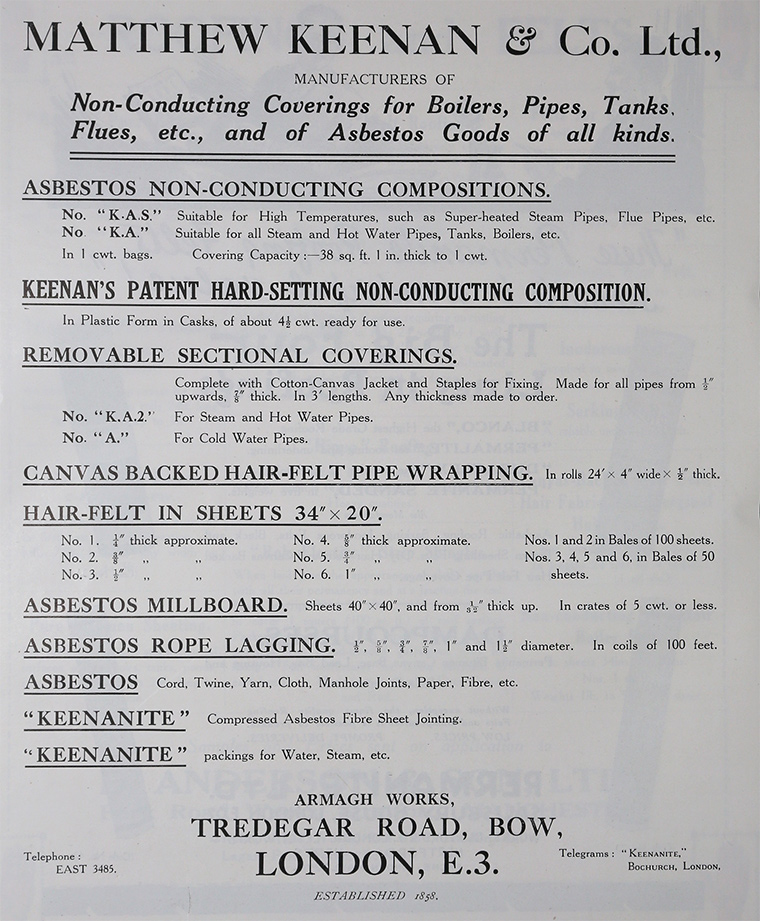 MATTHEW KEENAN & Co. Ltd.,
MANUFACTURERS OF
Non-Conducting Coverings for Boilers, Pipes, Tanks,
Flues, etc., and of Asbestos Goods of all kinds.
ASBESTOS NON-CONDUCTING COMPOSITIONS.
No. "K.A.S." Suitable for High Temperatures, such as Super-heated Steam Pipes, Flue Pipes, etc.
No. "K.A." Suitable for all Steam and Hot Water Pipes, Tanks, Boilers, etc.
In 1 cwt. bags. Covering Capacity :—38 sq. ft. 1 in. thick to 1 cwt.
KEENAN'S PATENT HARD-SETTING NON-CONDUCTING COMPOSITION.
In Plastic Form in Casks, of about 4½ cwt. ready for use.
REMOVABLE SECTIONAL COVERINGS.
Complete with Cotton-Canvas Jacket and Staples for Fixing. Made for all pipes from ½"
upwards, ⅞" thick. In 3' lengths. Any thickness made to order.
No. "K.A.2." For Steam and Hot Water Pipes.
No. "A." For Cold Water Pipes.
CANVAS BACKED HAIR-FELT PIPE WRAPPING. In rolls 24' × 4" wide × ½" thick.
HAIR-FELT IN SHEETS 34" × 20".
No. 1. ¼" thick approximate. No. 4. ⅝" thick approximate. Nos. 1 and 2 in Bales of 100 sheets.
No. 2. ⅜" ,, ,, No. 5. ¾" ,, ,, Nos. 3, 4, 5 and 6, in Bales of 50
No. 3. ½" ,, ,, No. 6. 1" ,, ,, sheets.
ASBESTOS MILLBOARD. Sheets 40" × 40", and from 1/32" thick up. In crates of 5 cwt. or less.
ASBESTOS ROPE LAGGING. ½", ⅝", ¾", ⅞", 1" and 1½" diameter. In coils of 100 feet.
ASBESTOS Cord, Twine, Yarn, Cloth, Manhole Joints, Paper, Fibre, etc.
"KEENANITE" Compressed Asbestos Fibre Sheet Jointing.
"KEENANITE" packings for Water, Steam, etc.
ARMAGH WORKS,
TREDEGAR ROAD, BOW,
LONDON, E.3.
Telephone :
EAST 3485.
Telegrams : "KEENANITE,"
BOCHURCH, LONDON.
ESTABLISHED 1858.